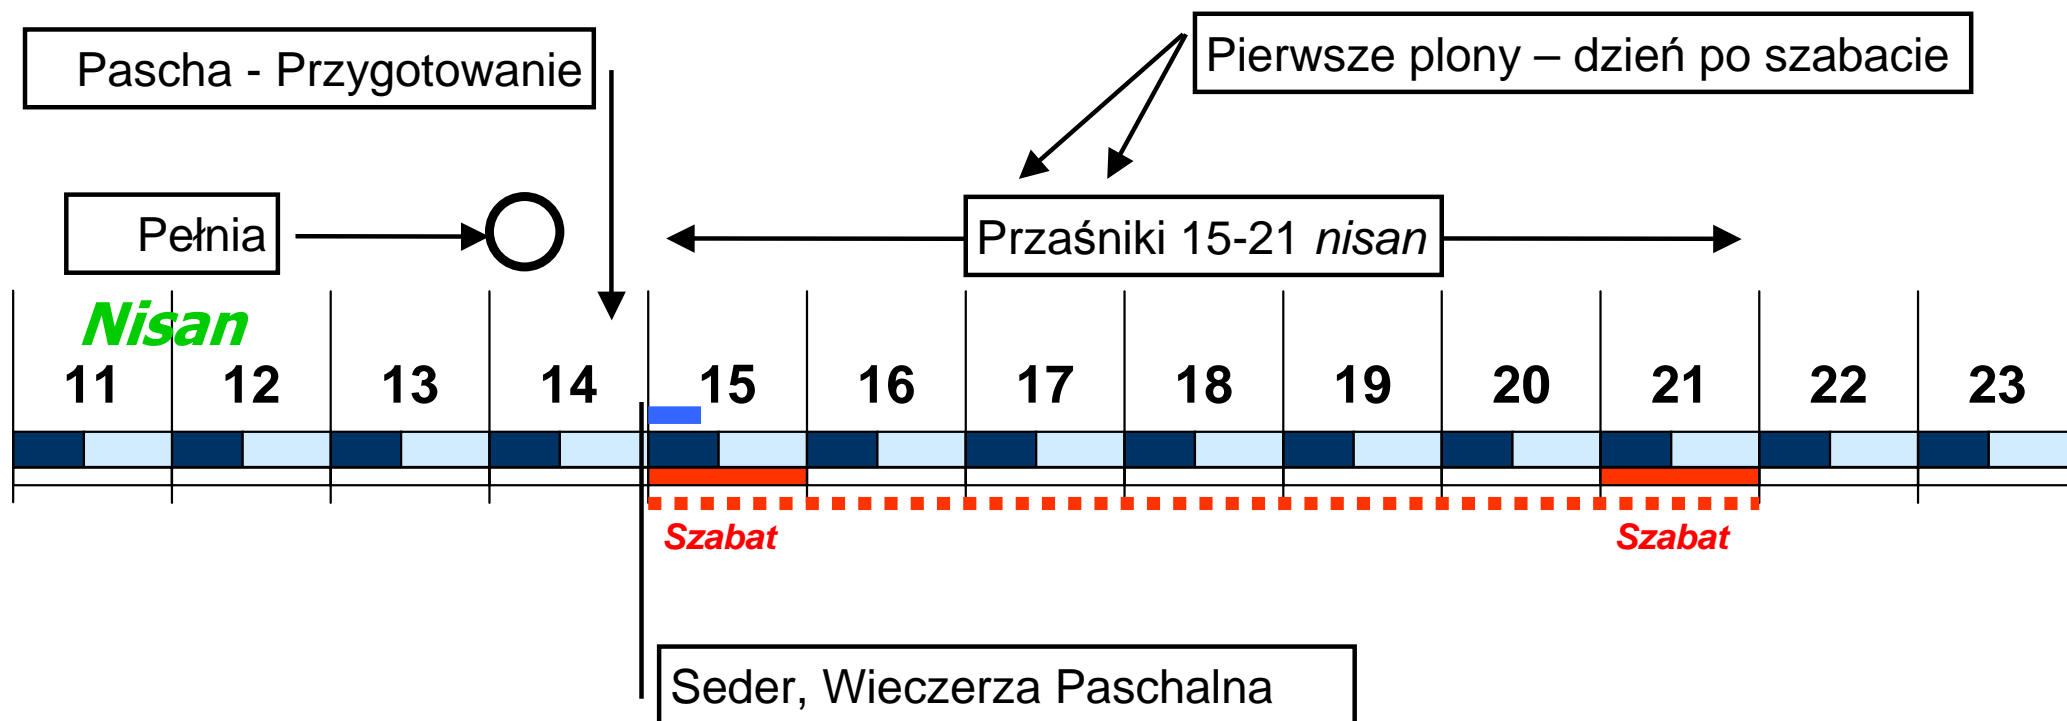 Pascha - Przygotowanie
Pierwsze plony – dzień po szabacie
Pełnia
Przaśniki 15-21 nisan
Nisan
11 12 13 14 15 16 17 18 19 20 21 22 23
Szabat Szabat
Seder, Wieczerza Paschalna